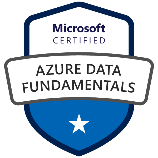 Microsoft
CERTIFIED
AZURE DATA
FUNDAMENTALS